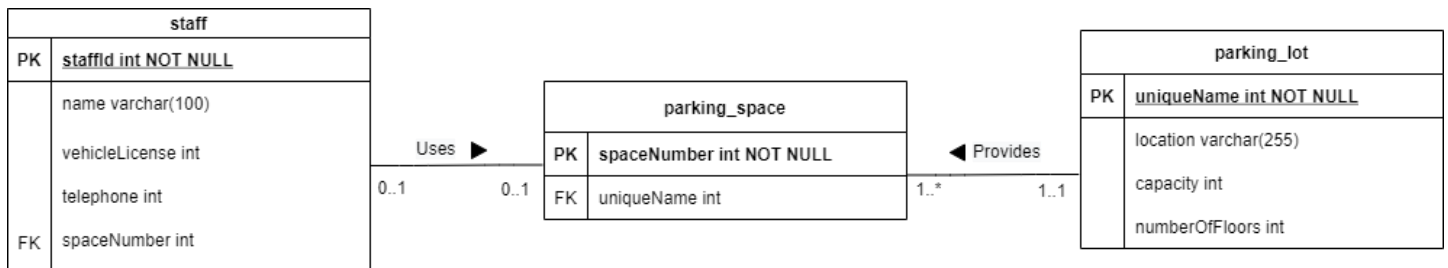 staff
PK staffId int NOT NULL
name varchar(100)
vehicleLicense int
telephone int
FK spaceNumber int
Uses
0..1 0..1
parking_space
PK spaceNumber int NOT NULL
FK uniqueName int
Provides
1..* 1..1
parking_lot
PK uniqueName int NOT NULL
location varchar(255)
capacity int
numberOfFloors int